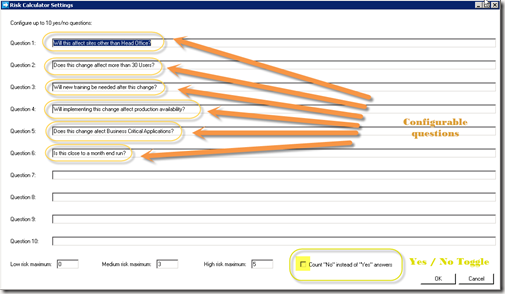 Risk Calculator Settings
Configure up to 10 yes/no questions:
Question 1: Will this affect sites other than Head Office?
Question 2: Does this change affect more than 30 Users?
Question 3: Will new training be needed after this change?
Question 4: Will implementing this change affect production availability?
Question 5: Does this change afect Business Critical Applications?
Question 6: Is this close to a month end run?
Configurable
questions
Question 7:
Question 8:
Question 9:
Question 10:
Low risk maximum: 0 Medium risk maximum: 3 High risk maximum: 5 Count "No" instead of "Yes" answers Yes / No Toggle
OK Cancel